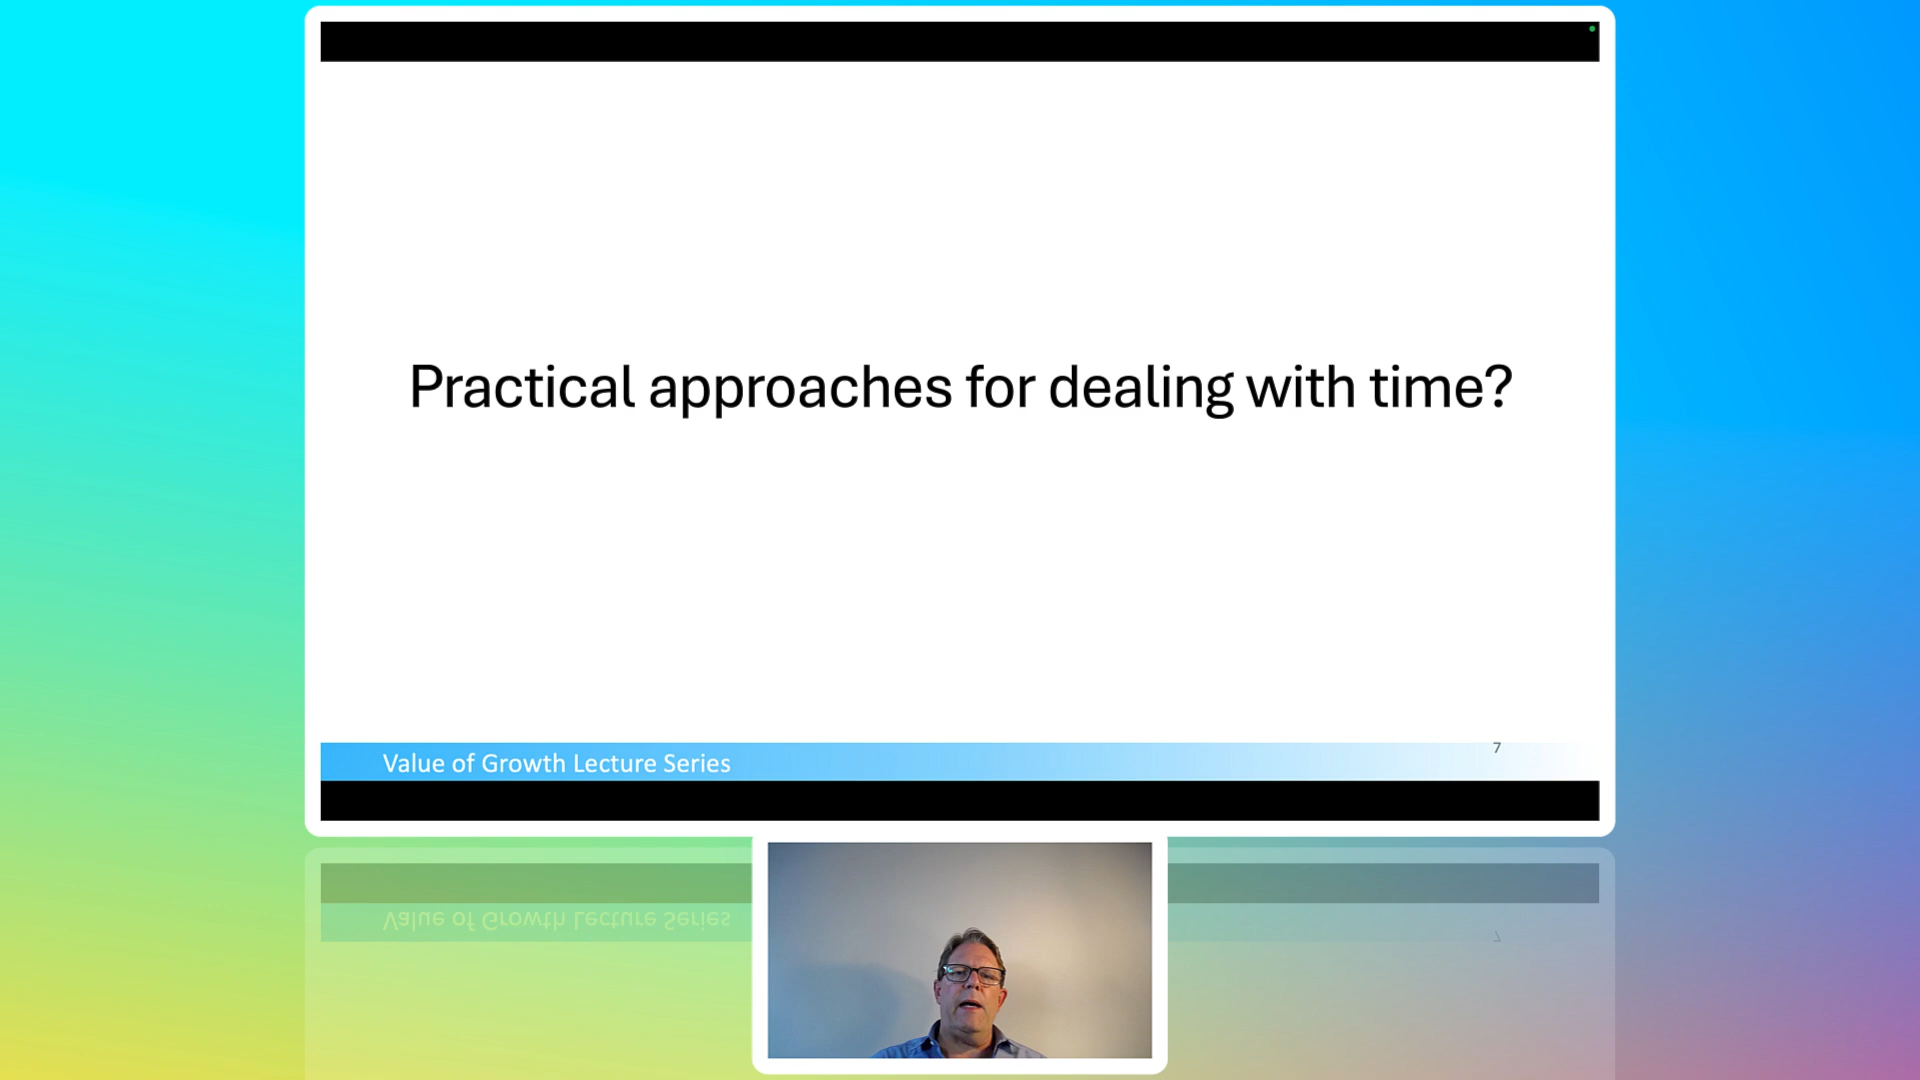 Practical approaches for dealing with time?
Value of Growth Lecture Series
7